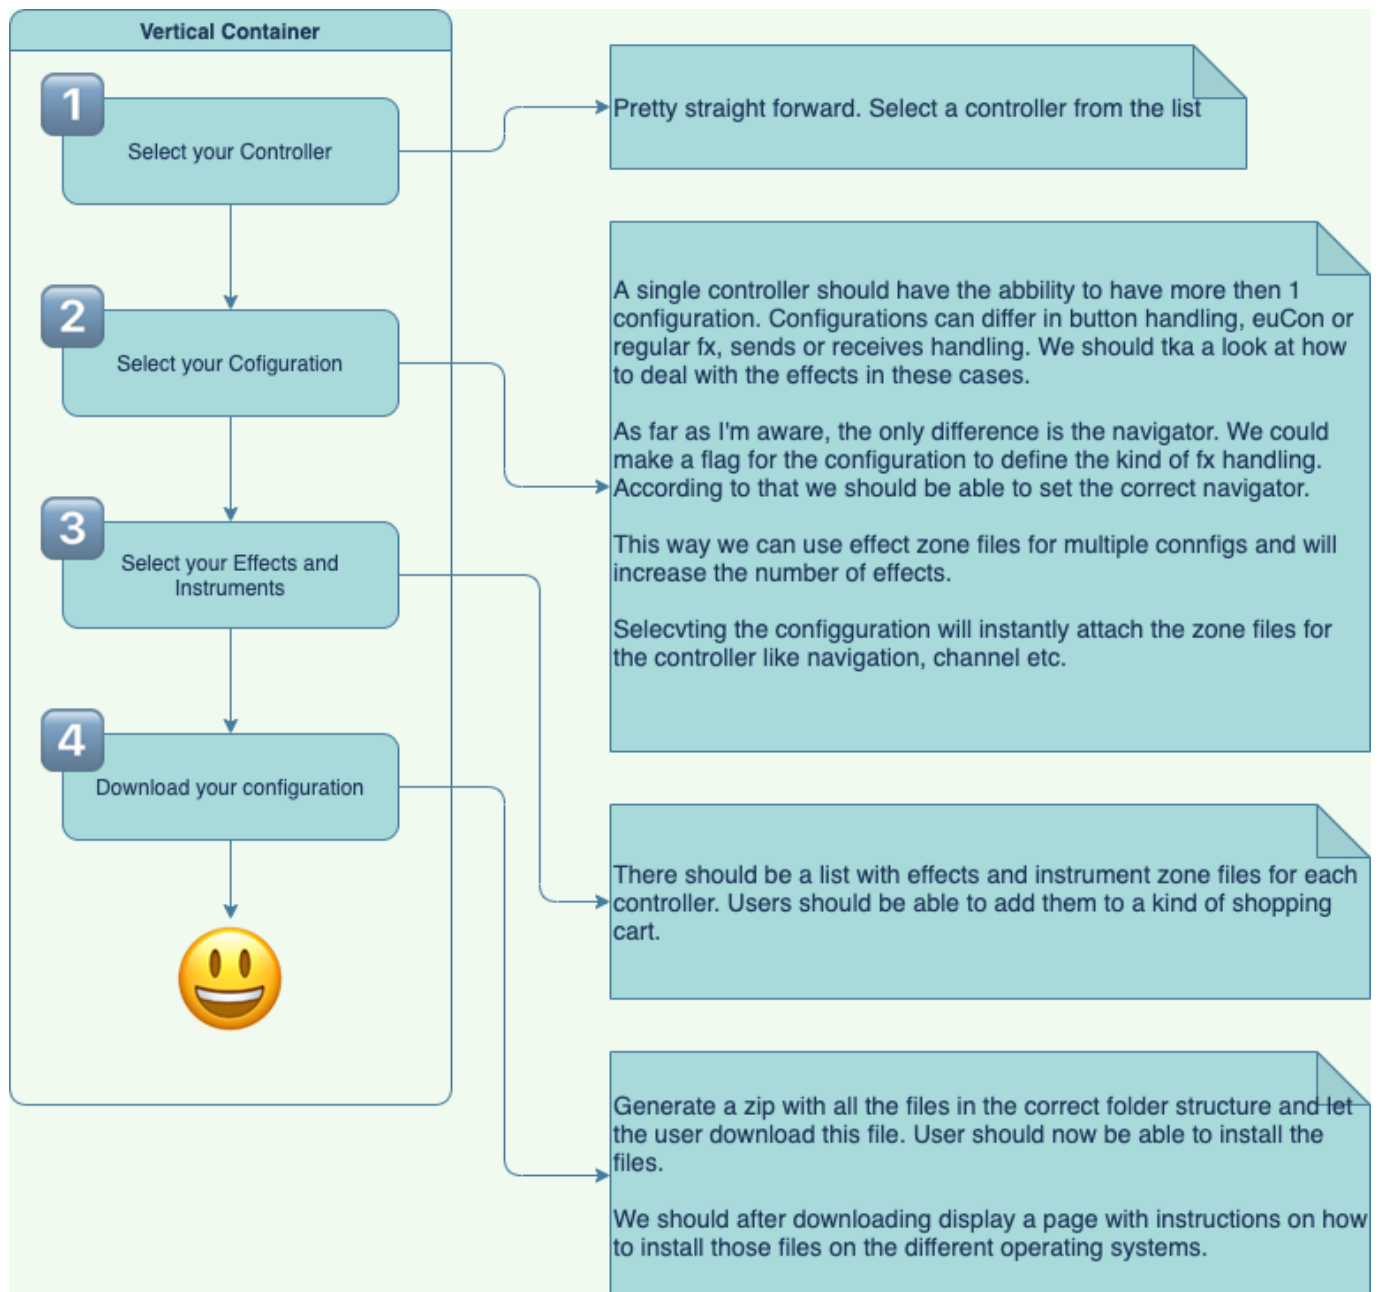 Vertical Container
1
Select your Controller
Pretty straight forward. Select a controller from the list
2
Select your Cofiguration
A single controller should have the abbility to have more then 1
configuration. Configurations can differ in button handling, euCon or
regular fx, sends or receives handling. We should tka a look at how
to deal with the effects in these cases.
As far as I'm aware, the only difference is the navigator. We could
make a flag for the configuration to define the kind of fx handling.
According to that we should be able to set the correct navigator.
This way we can use effect zone files for multiple connfigs and will
increase the number of effects.
Selecvting the configguration will instantly attach the zone files for
the controller like navigation, channel etc.
3
Select your Effects and
Instruments
There should be a list with effects and instrument zone files for each
controller. Users should be able to add them to a kind of shopping
cart.
4
Download your configuration
Generate a zip with all the files in the correct folder structure and let
the user download this file. User should now be able to install the
files.
We should after downloading display a page with instructions on how
to install those files on the different operating systems.